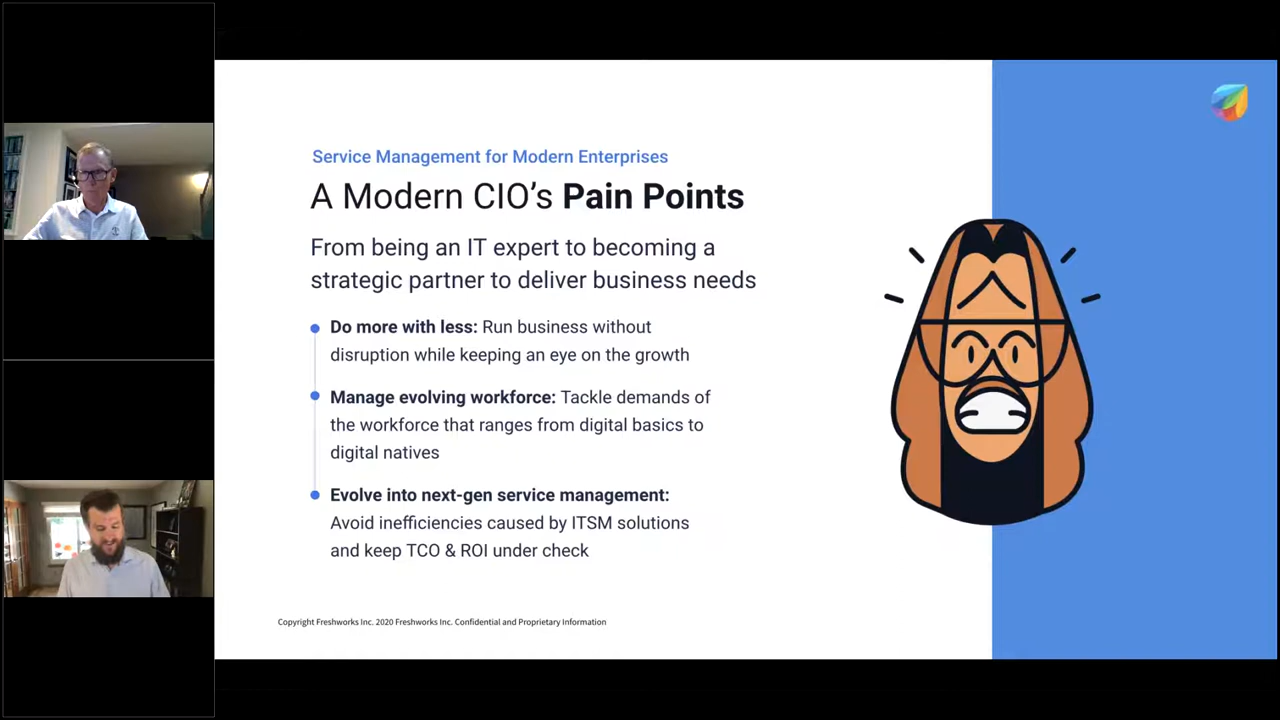 Service Management for Modern Enterprises
A Modern CIO’s Pain Points
From being an IT expert to becoming a
strategic partner to deliver business needs
Do more with less: Run business without
disruption while keeping an eye on the growth
Manage evolving workforce: Tackle demands of
the workforce that ranges from digital basics to
digital natives
Evolve into next-gen service management:
Avoid inefficiencies caused by ITSM solutions
and keep TCO & ROI under check
Copyright Freshworks Inc. 2020 Freshworks Inc. Confidential and Proprietary Information